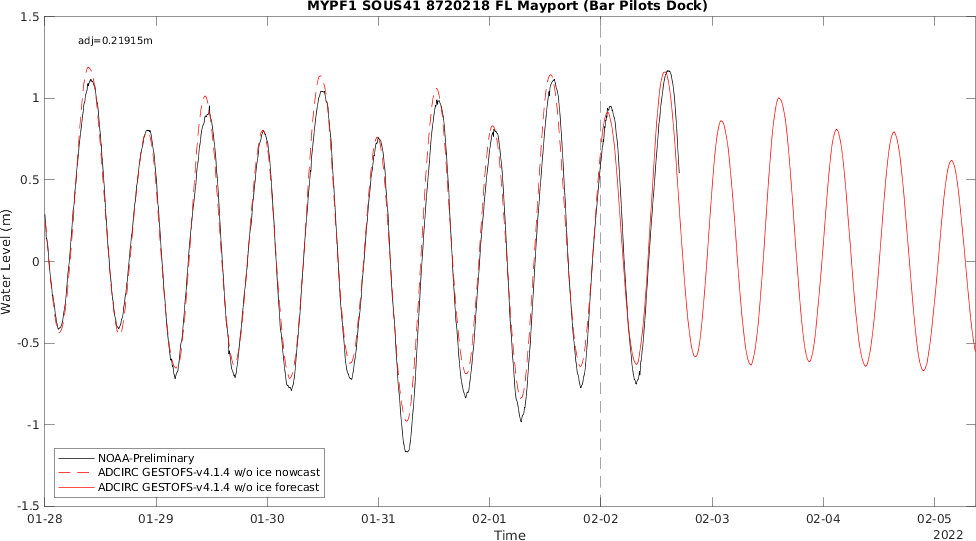 MYPF1 SOUS41 8720218 FL Mayport (Bar Pilots Dock)
adj=0.21915m
1.5
1
0.5
0
-0.5
-1
-1.5
Water Level (m)
NOAA-Preliminary
ADCIRC GESTOFS-v4.1.4 w/o ice nowcast
ADCIRC GESTOFS-v4.1.4 w/o ice forecast
01-28 01-29 01-30 01-31 02-01 02-02 02-03 02-04 02-05
Time
2022